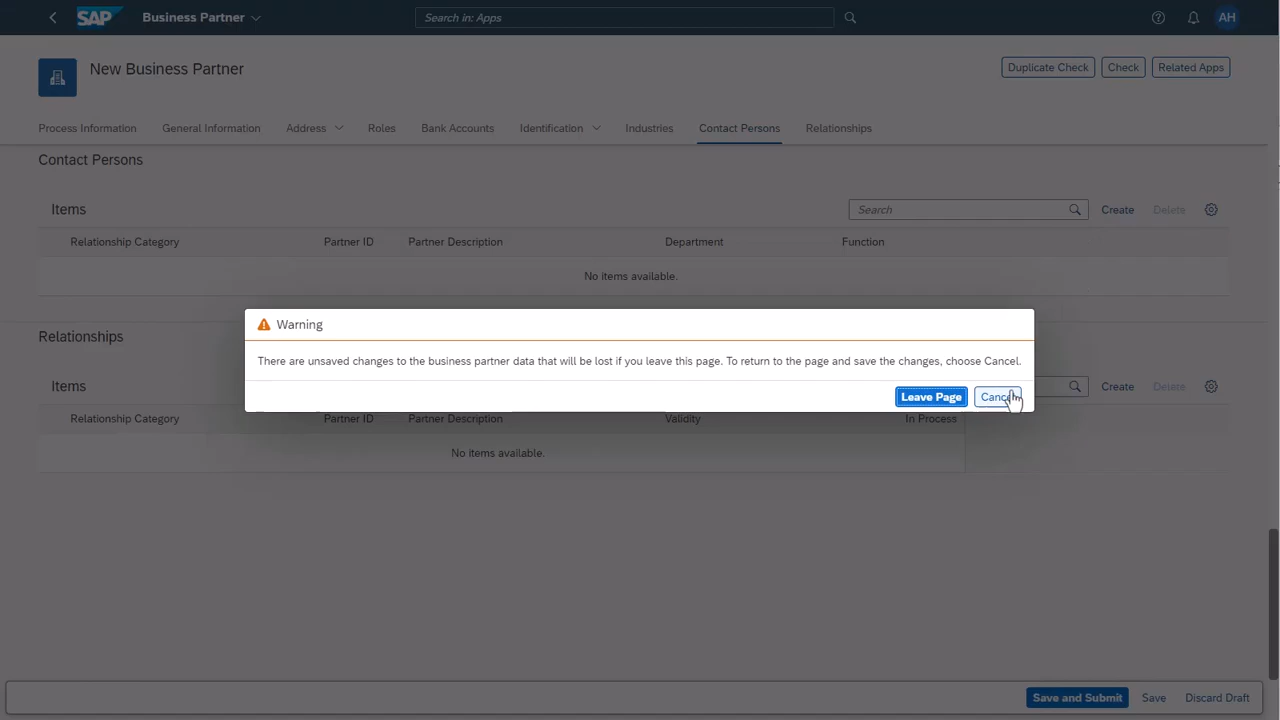 SAP Business Partner Search in: Apps AH
New Business Partner Duplicate Check Check Related Apps
Process Information General Information Address Roles Bank Accounts Identification Industries Contact Persons Relationships
Contact Persons
Items Search Create Delete
Relationship Category Partner ID Partner Description Department Function
No items available.
Warning
Relationships
There are unsaved changes to the business partner data that will be lost if you leave this page. To return to the page and save the changes, choose Cancel.
Items Create Delete
Leave Page Cancel
Relationship Category Partner ID Partner Description Validity In Process
No items available.
Save and Submit Save Discard Draft